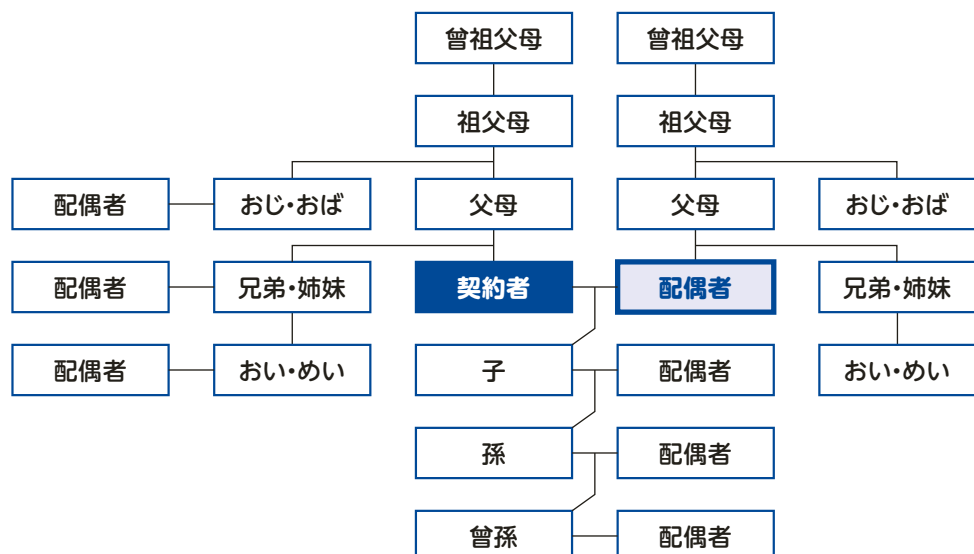 曾祖父母
曾祖父母
祖父母
祖父母
配偶者
おじ・おば
父母
父母
おじ・おば
配偶者
兄弟・姉妹
契約者
配偶者
兄弟・姉妹
配偶者
おい・めい
子
配偶者
おい・めい
孫
配偶者
曾孫
配偶者